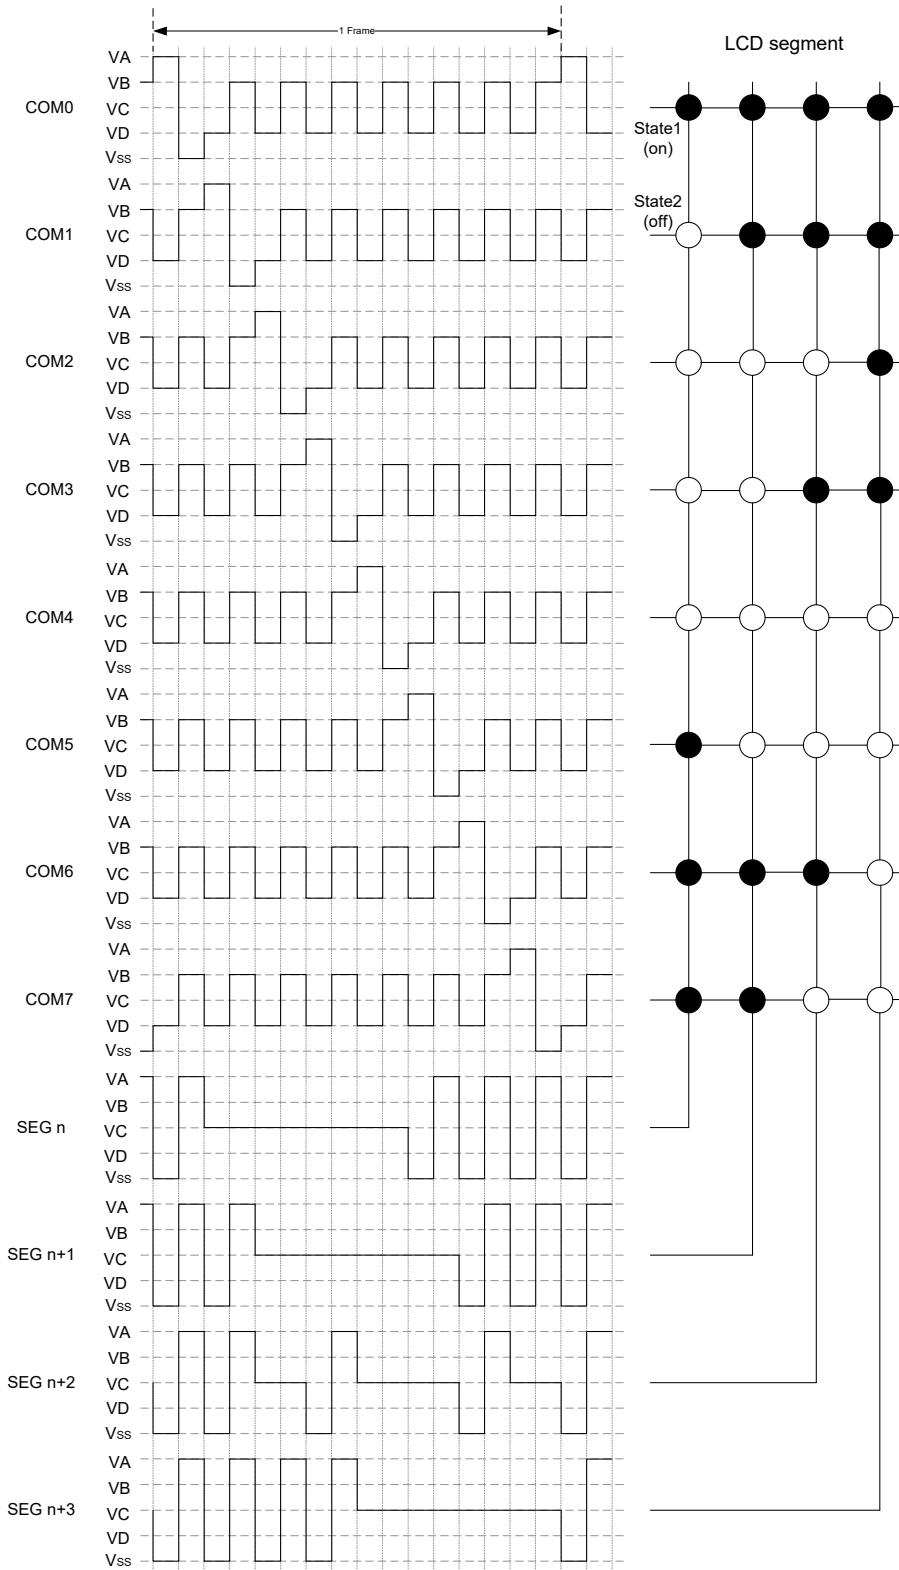 1 Frame
LCD segment
COM0
VA
VB
VC
VD
Vss
State1
(on)
COM1
VA
VB
VC
VD
Vss
State2
(off)
COM2
VA
VB
VC
VD
Vss
COM3
VA
VB
VC
VD
Vss
COM4
VA
VB
VC
VD
Vss
COM5
VA
VB
VC
VD
Vss
COM6
VA
VB
VC
VD
Vss
COM7
VA
VB
VC
VD
Vss
SEG n
VA
VB
VC
VD
Vss
SEG n+1
VA
VB
VC
VD
Vss
SEG n+2
VA
VB
VC
VD
Vss
SEG n+3
VA
VB
VC
VD
Vss